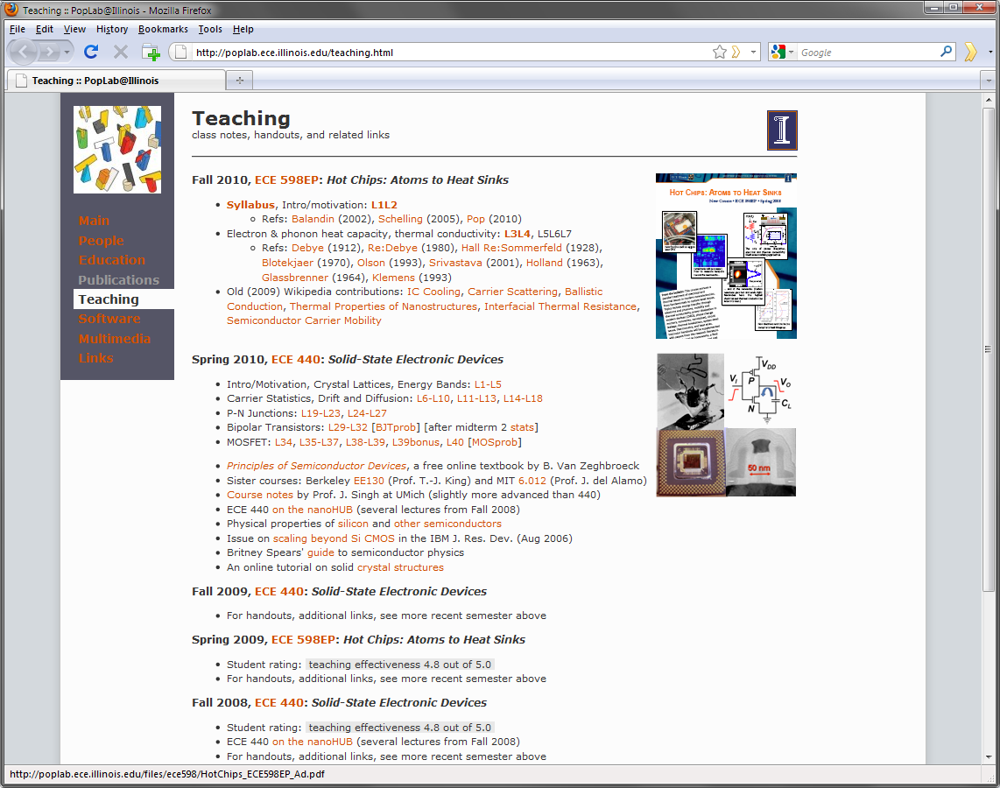 Teaching :: PopLab@Illinois - Mozilla Firefox
File Edit View History Bookmarks Tools Help
http://poplab.ece.illinois.edu/teaching.html
Google
Teaching :: PopLab@Illinois
Main
People
Education
Publications
Teaching
Software
Multimedia
Links
Teaching
class notes, handouts, and related links
I
Fall 2010, ECE 598EP: Hot Chips: Atoms to Heat Sinks
Syllabus, Intro/motivation: L1L2
Refs: Balandin (2002), Schelling (2005), Pop (2010)
Electron & phonon heat capacity, thermal conductivity: L3L4, L5L6L7
Refs: Debye (1912), Re:Debye (1980), Hall Re:Sommerfeld (1928),
Blotekjaer (1970), Olson (1993), Srivastava (2001), Holland (1963),
Glassbrenner (1964), Klemens (1993)
Old (2009) Wikipedia contributions: IC Cooling, Carrier Scattering, Ballistic
Conduction, Thermal Properties of Nanostructures, Interfacial Thermal Resistance,
Semiconductor Carrier Mobility
Hot Chips: Atoms to Heat Sinks
New Course • ECE 598EP • Spring 2009
Spring 2010, ECE 440: Solid-State Electronic Devices
Intro/Motivation, Crystal Lattices, Energy Bands: L1-L5
Carrier Statistics, Drift and Diffusion: L6-L10, L11-L13, L14-L18
P-N Junctions: L19-L23, L24-L27
Bipolar Transistors: L29-L32 [BJTprob] [after midterm 2 stats]
MOSFET: L34, L35-L37, L38-L39, L39bonus, L40 [MOSprob]
Principles of Semiconductor Devices, a free online textbook by B. Van Zeghbroeck
Sister courses: Berkeley EE130 (Prof. T.-J. King) and MIT 6.012 (Prof. J. del Alamo)
Course notes by Prof. J. Singh at UMich (slightly more advanced than 440)
ECE 440 on the nanoHUB (several lectures from Fall 2008)
Physical properties of silicon and other semiconductors
Issue on scaling beyond Si CMOS in the IBM J. Res. Dev. (Aug 2006)
Britney Spears' guide to semiconductor physics
An online tutorial on solid crystal structures
VDD
VI
P
VO
N
CL
50 nm
Fall 2009, ECE 440: Solid-State Electronic Devices
For handouts, additional links, see more recent semester above
Spring 2009, ECE 598EP: Hot Chips: Atoms to Heat Sinks
Student rating: teaching effectiveness 4.8 out of 5.0
For handouts, additional links, see more recent semester above
Fall 2008, ECE 440: Solid-State Electronic Devices
Student rating: teaching effectiveness 4.8 out of 5.0
ECE 440 on the nanoHUB (several lectures from Fall 2008)
For handouts, additional links, see more recent semester above
http://poplab.ece.illinois.edu/files/ece598/HotChips_ECE598EP_Ad.pdf